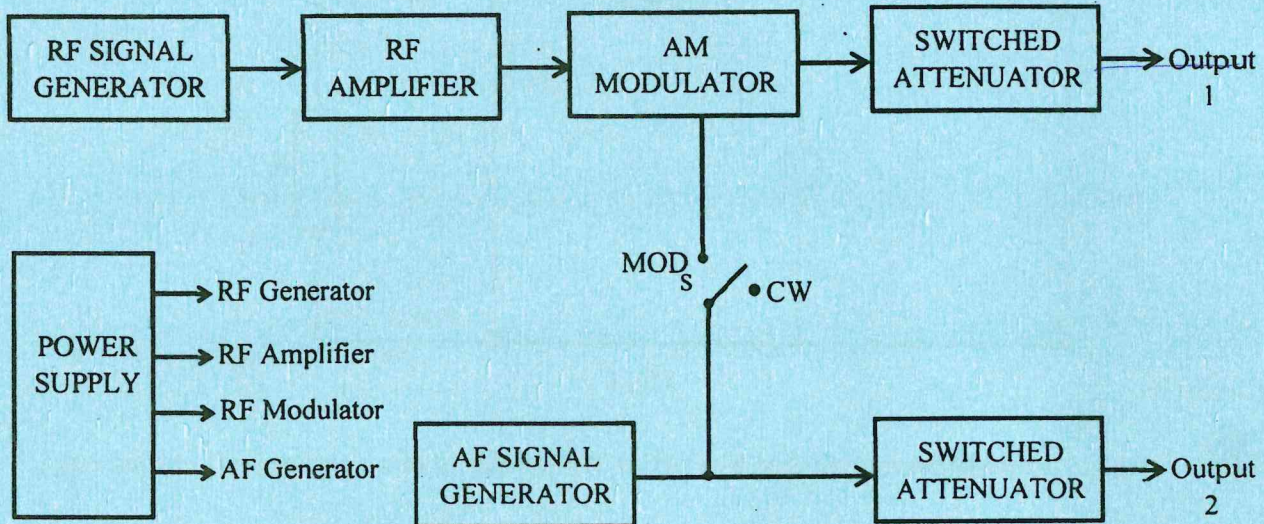 RF SIGNAL
GENERATOR
RF
AMPLIFIER
AM
MODULATOR
SWITCHED
ATTENUATOR
Output
1
MOD
S
CW
POWER
SUPPLY
RF Generator
RF Amplifier
RF Modulator
AF Generator
AF SIGNAL
GENERATOR
SWITCHED
ATTENUATOR
Output
2